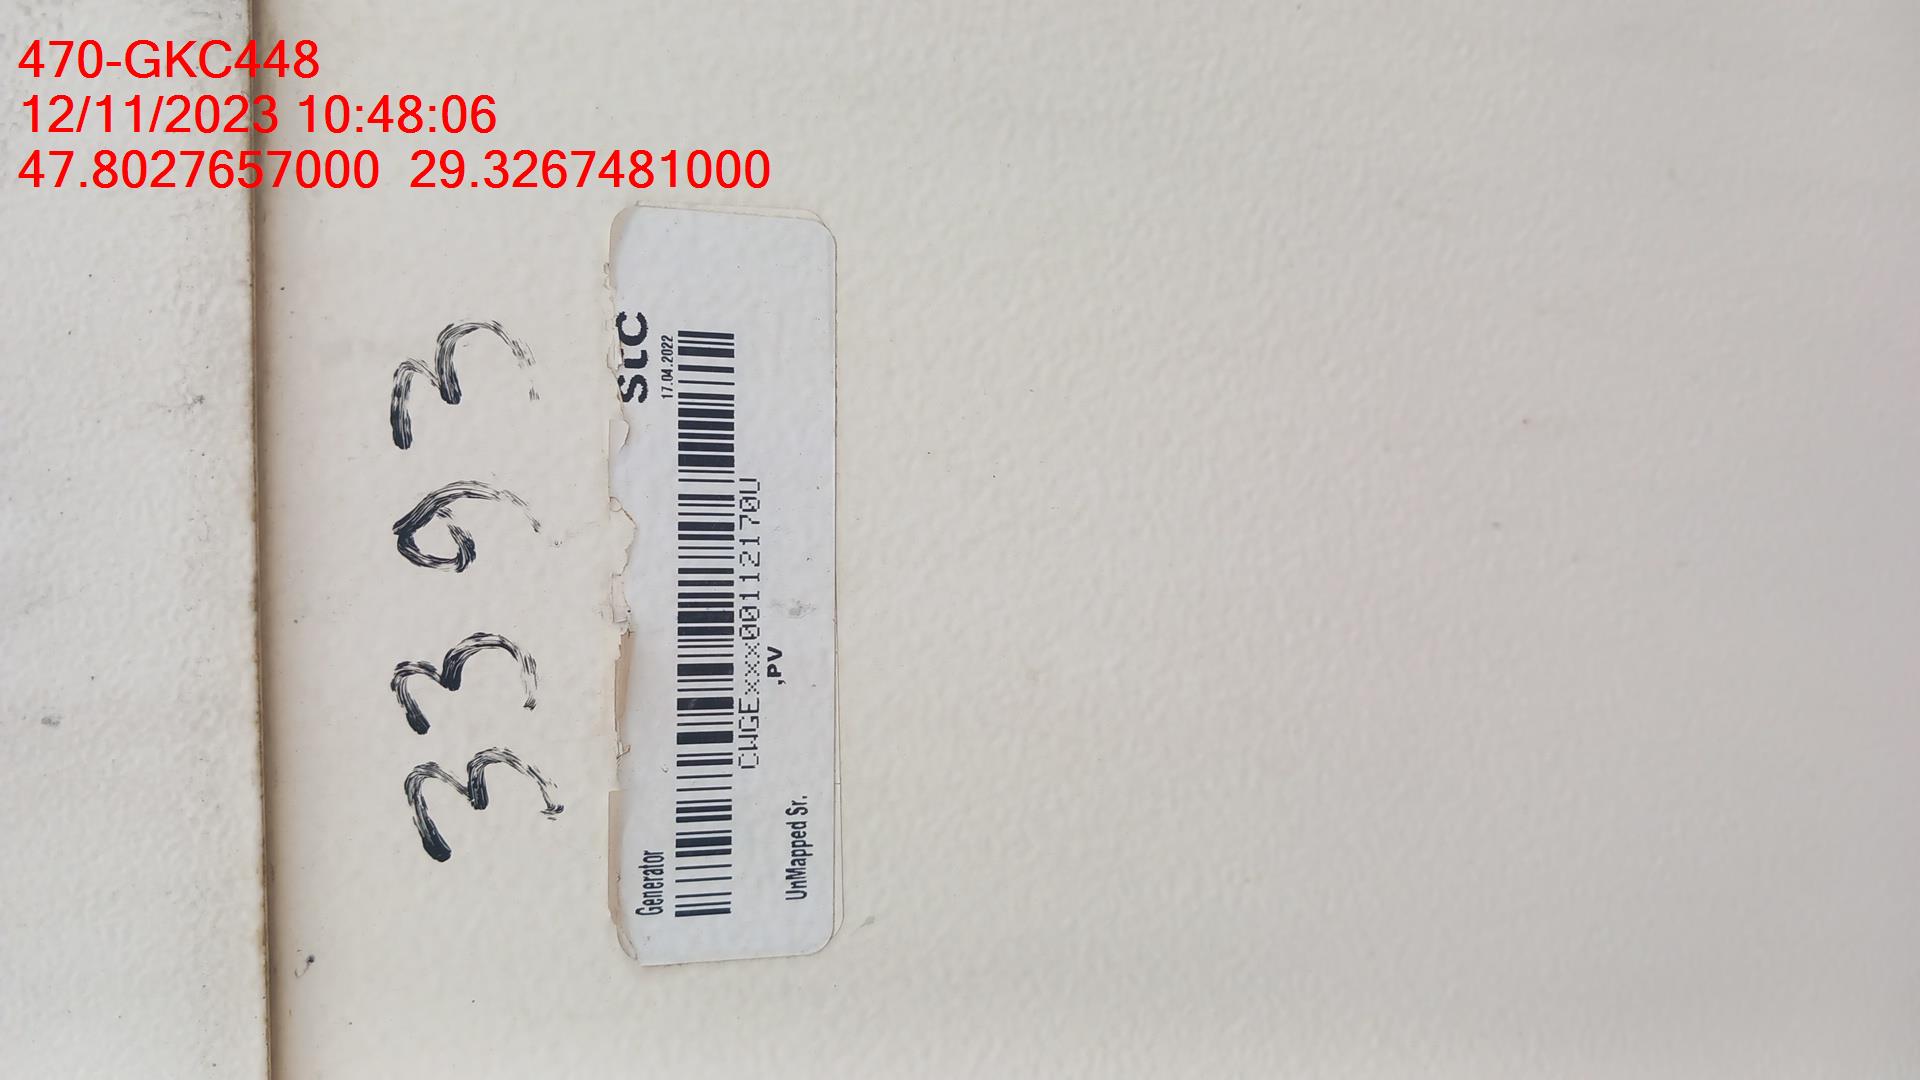 470-GKC448
12/11/2023 10:48:06
47.8027657000 29.3267481000
3393
Generator stc
17.04.2022
CWGExxx00112170U
,PV
UnMapped Sr.